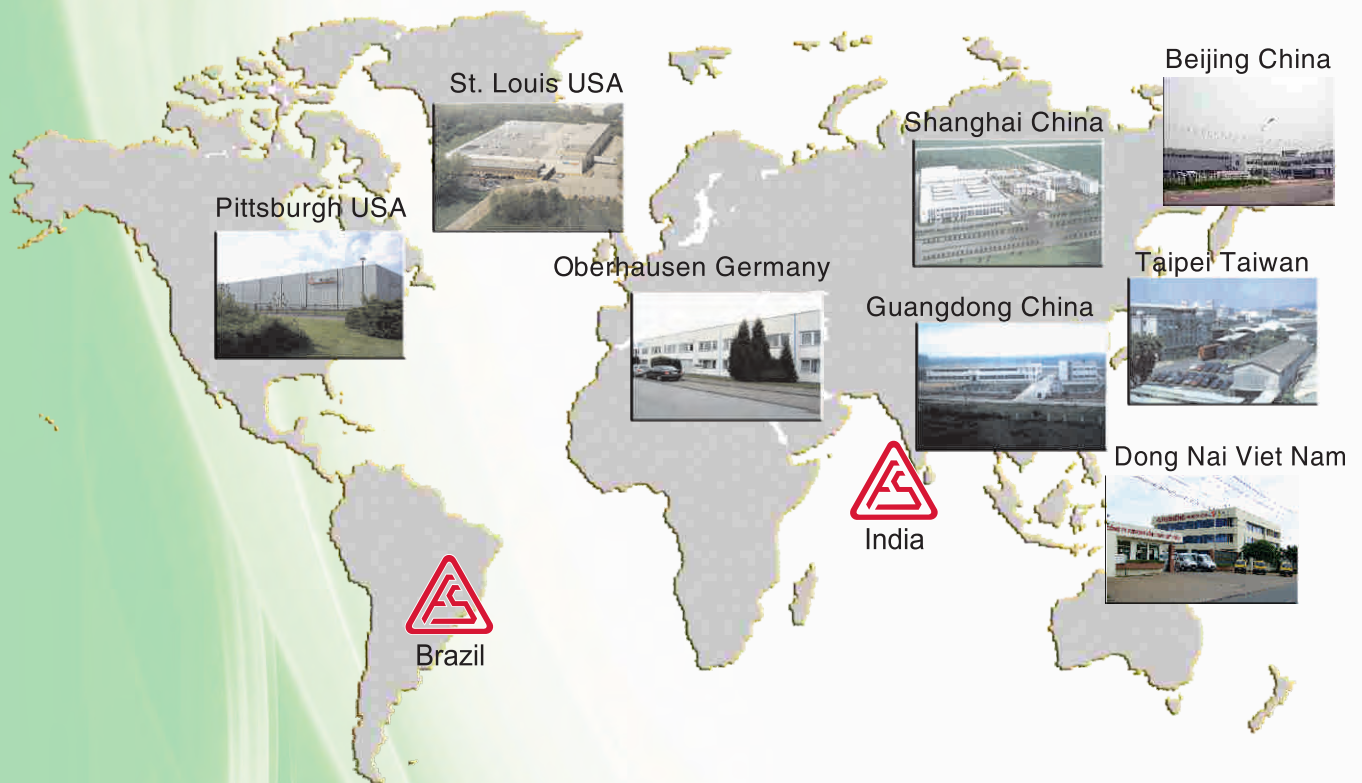 Beijing China
St. Louis USA
Shanghai China
Pittsburgh USA
Taipei Taiwan
Oberhausen Germany
Guangdong China
Dong Nai Viet Nam
India
Brazil